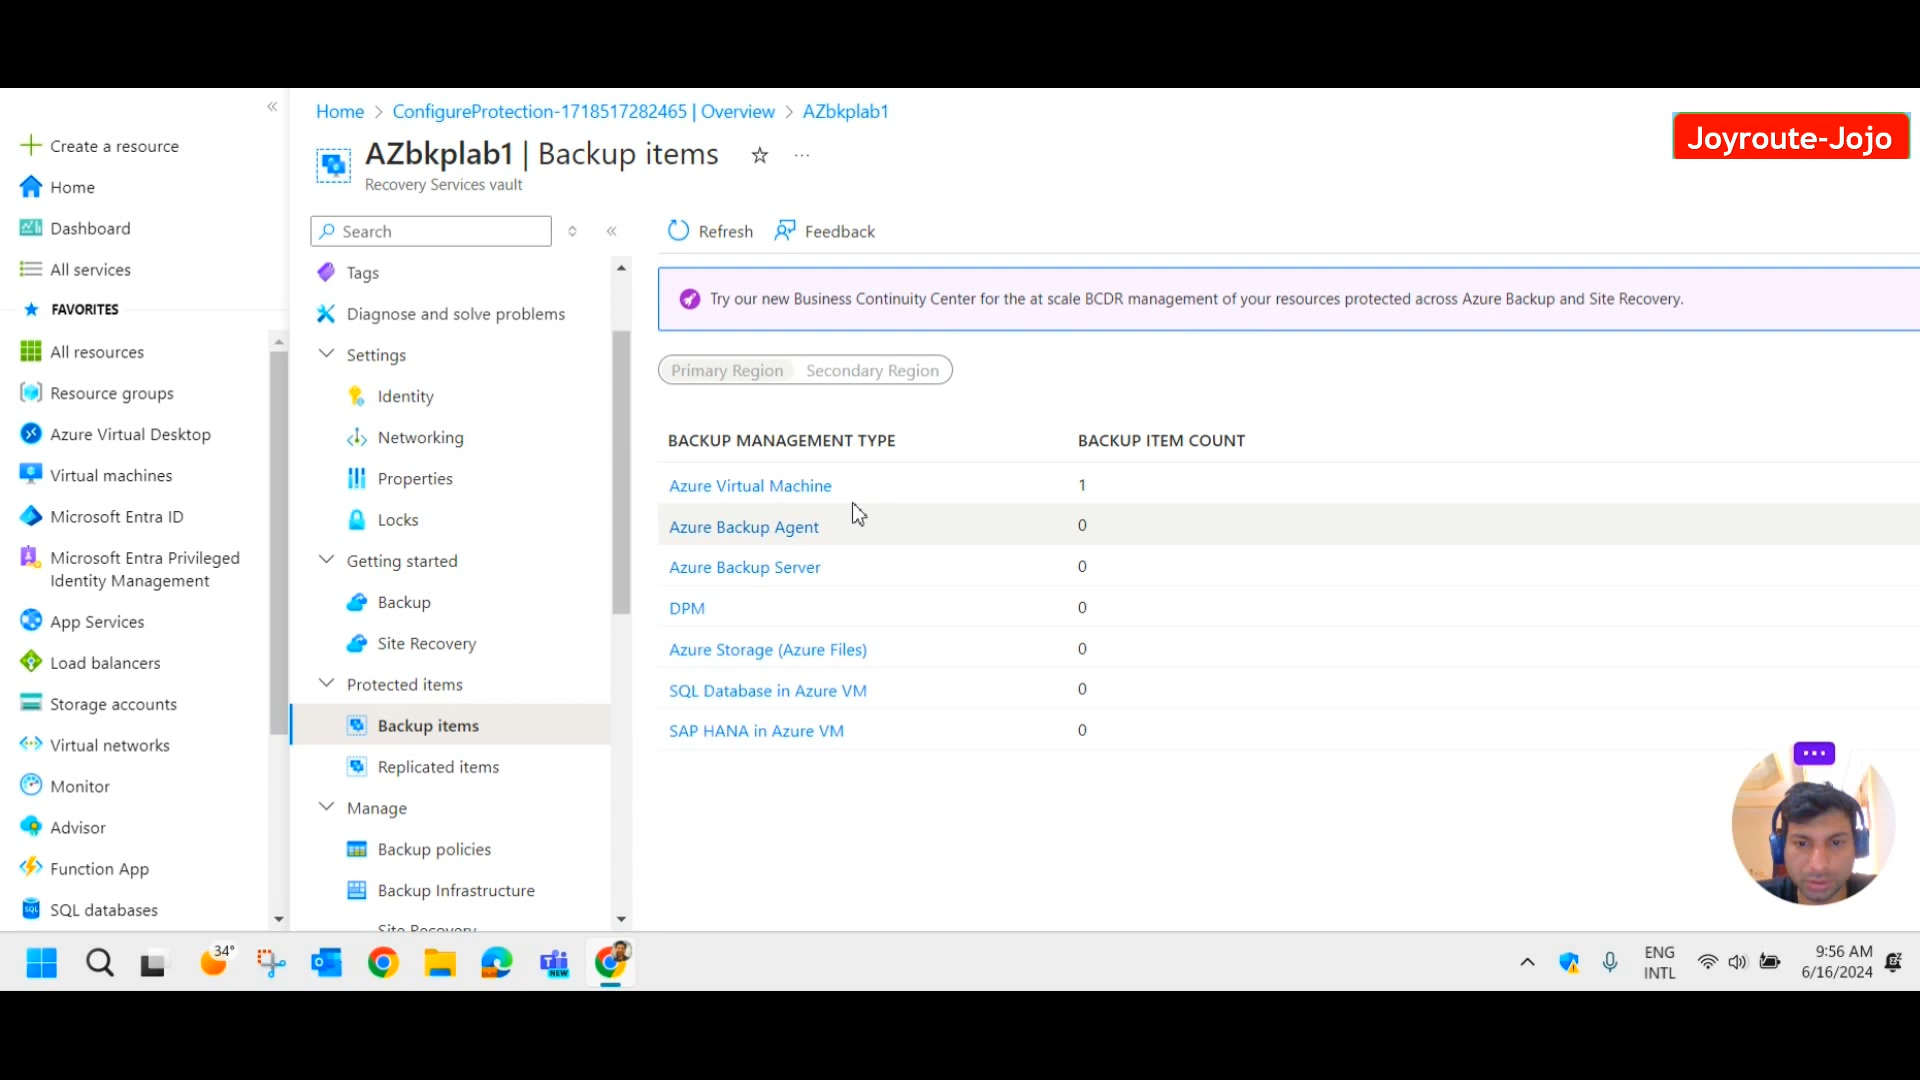 Home > ConfigureProtection-1718517282465 | Overview > AZbkplab1
Joyroute-Jojo
AZbkplab1 | Backup items
Recovery Services vault
Create a resource
Home
Dashboard
All services
FAVORITES
All resources
Resource groups
Azure Virtual Desktop
Virtual machines
Microsoft Entra ID
Microsoft Entra Privileged
Identity Management
App Services
Load balancers
Storage accounts
Virtual networks
Monitor
Advisor
Function App
SQL databases
Search
Tags
Diagnose and solve problems
Settings
Identity
Networking
Properties
Locks
Getting started
Backup
Site Recovery
Protected items
Backup items
Replicated items
Manage
Backup policies
Backup Infrastructure
Site Recovery
Refresh Feedback
Try our new Business Continuity Center for the at scale BCDR management of your resources protected across Azure Backup and Site Recovery.
Primary Region Secondary Region
BACKUP MANAGEMENT TYPE BACKUP ITEM COUNT
Azure Virtual Machine 1
Azure Backup Agent 0
Azure Backup Server 0
DPM 0
Azure Storage (Azure Files) 0
SQL Database in Azure VM 0
SAP HANA in Azure VM 0
34°
NEW
ENG
INTL
9:56 AM
6/16/2024